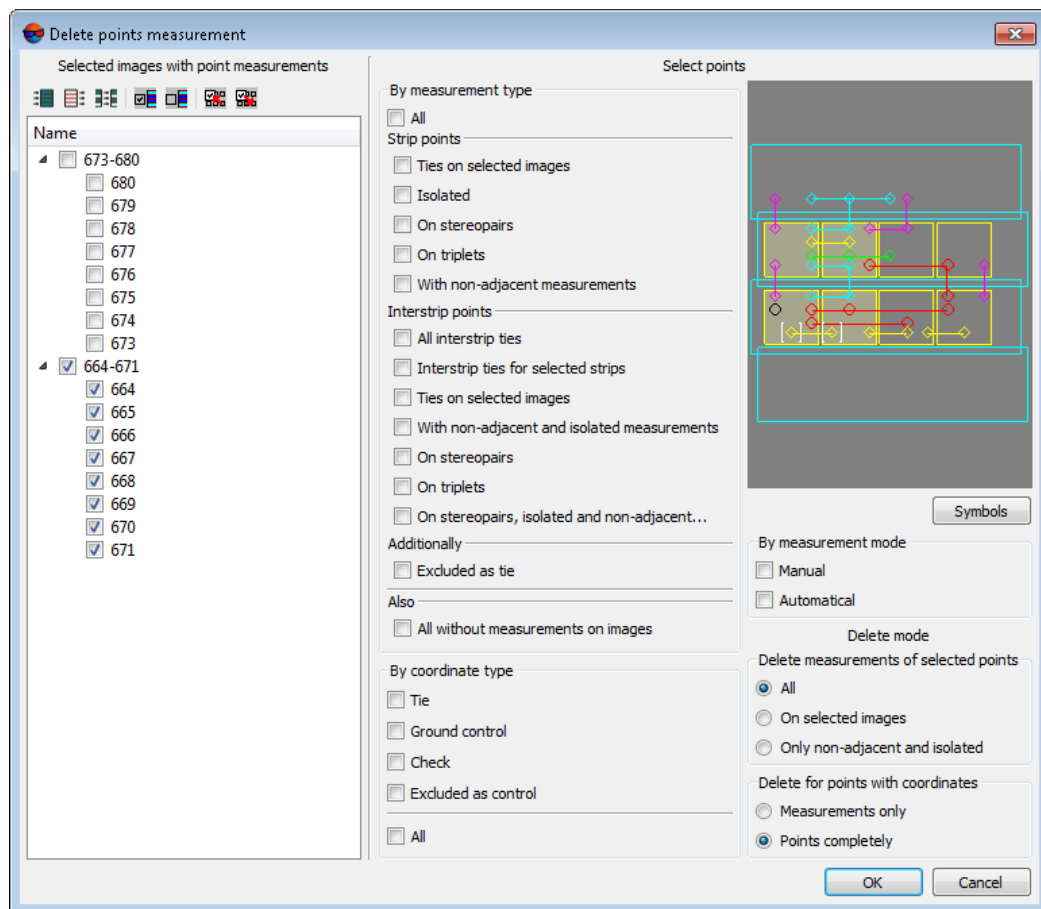 Delete points measurement
Selected images with point measurements
Name
673-680
680
679
678
677
676
675
674
673
664-671
664
665
666
667
668
669
670
671
Select points
By measurement type
All
Strip points
Ties on selected images
Isolated
On stereopairs
On triplets
With non-adjacent measurements
Interstrip points
All interstrip ties
Interstrip ties for selected strips
Ties on selected images
With non-adjacent and isolated measurements
On stereopairs
On triplets
On stereopairs, isolated and non-adjacent...
Additionally
Excluded as tie
Also
All without measurements on images
By coordinate type
Tie
Ground control
Check
Excluded as control
All
[ ] [ ]
Symbols
By measurement mode
Manual
Automatical
Delete mode
Delete measurements of selected points
All
On selected images
Only non-adjacent and isolated
Delete for points with coordinates
Measurements only
Points completely
OK
Cancel